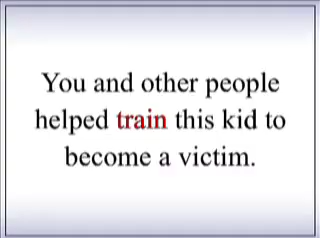 You and other people
helped train this kid to
become a victim.